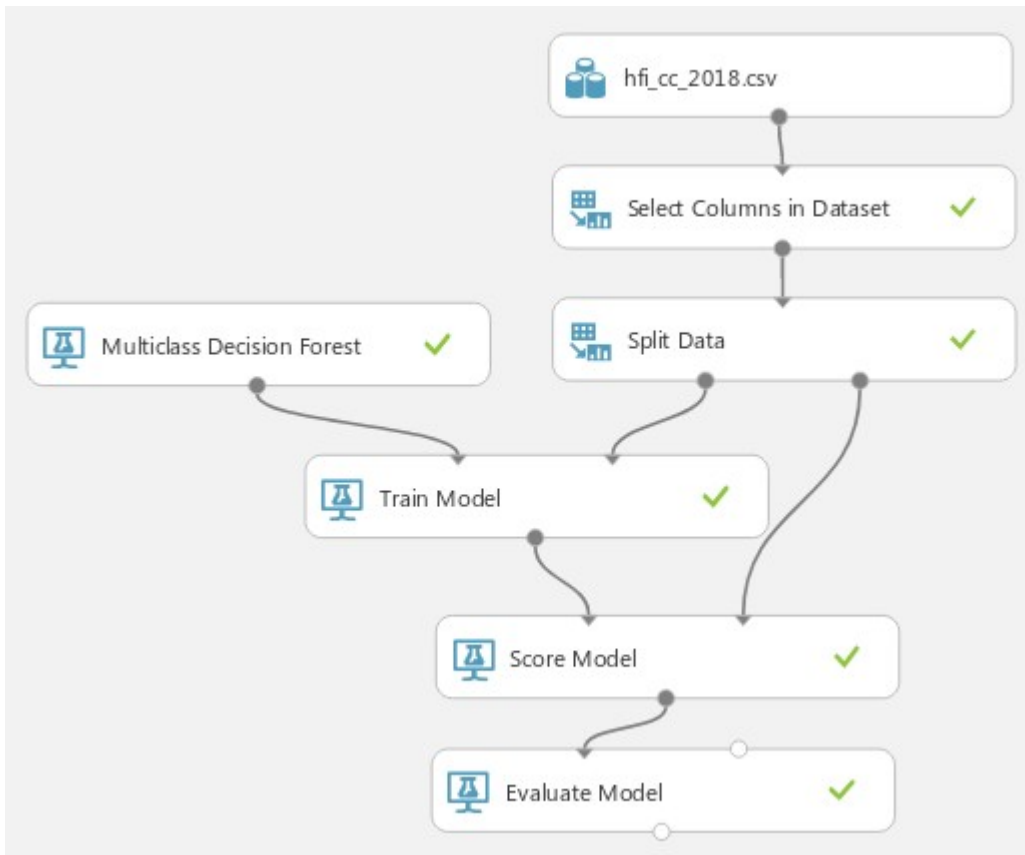 hfi_cc_2018.csv
Select Columns in Dataset
Split Data
Multiclass Decision Forest
Train Model
Score Model
Evaluate Model